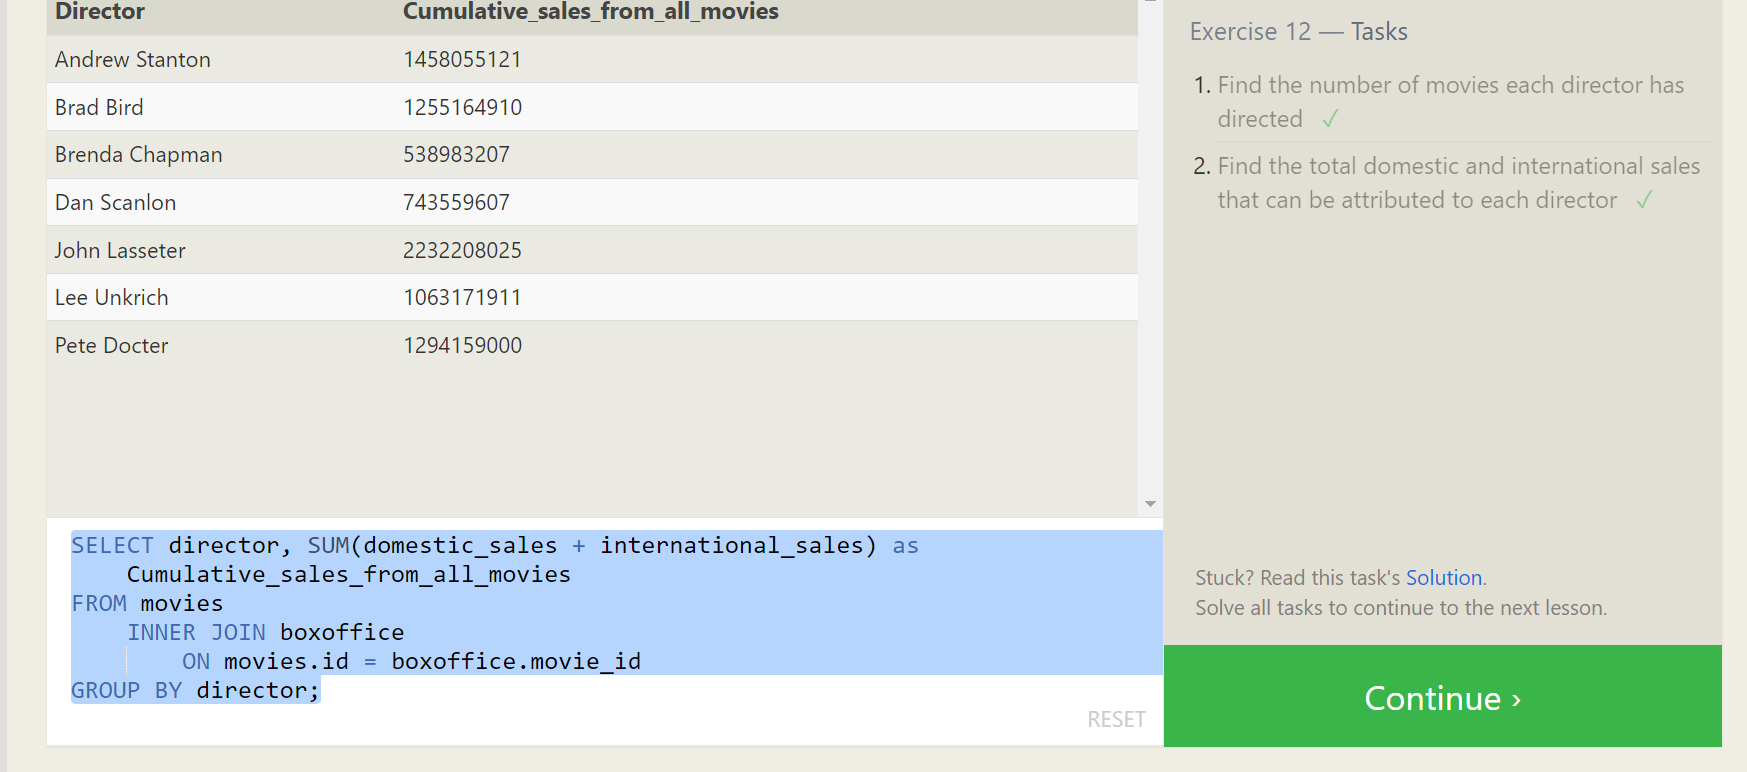 Director Cumulative_sales_from_all_movies
Andrew Stanton 1458055121
Brad Bird 1255164910
Brenda Chapman 538983207
Dan Scanlon 743559607
John Lasseter 2232208025
Lee Unkrich 1063171911
Pete Docter 1294159000
SELECT director, SUM(domestic_sales + international_sales) as
Cumulative_sales_from_all_movies
FROM movies
INNER JOIN boxoffice
ON movies.id = boxoffice.movie_id
GROUP BY director;
RESET
Exercise 12 — Tasks
1. Find the number of movies each director has
directed ✓
2. Find the total domestic and international sales
that can be attributed to each director ✓
Stuck? Read this task's Solution.
Solve all tasks to continue to the next lesson.
Continue ›